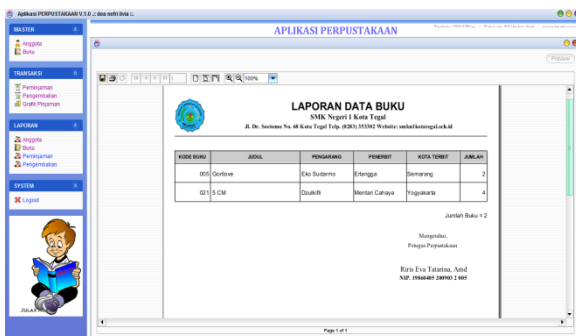 Aplikasi PERPUSTAKAAN V.1.0 .:: doa nefri livia ::.
MASTER
Anggota
Buku
TRANSAKSI
Peminjaman
Pengembalian
Grafik Pinjaman
LAPORAN
Anggota
Buku
Peminjaman
Pengembalian
SYSTEM
Logout
APLIKASI PERPUSTAKAAN
Preview
1
100%
LAPORAN DATA BUKU
SMK Negeri 1 Kota Tegal
Jl. Dr. Soetomo No. 68 Kota Tegal Telp. (0283) 353302 Website: smkn1kotategal.sch.id
KODE BUKU JUDUL PENGARANG PENERBIT KOTA TERBIT JUMLAH
005 Gorilove Eko Sudarmo Erlangga Semarang 2
021 5 CM Dzulkifli Mentari Cahaya Yogyakarta 4
Jumlah Buku = 2
Mengetahui,
Petugas Perpustakaan
Riris Eva Tatarina, Amd
NIP. 19860405 200903 2 005
Page 1 of 1